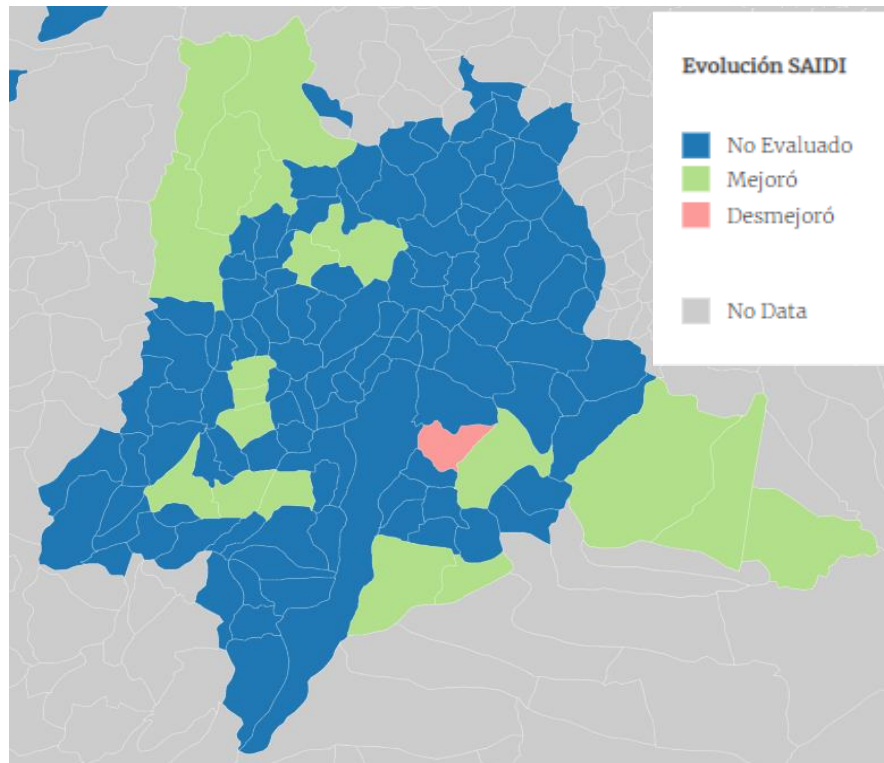 Evolución SAIDI
No Evaluado
Mejoró
Desmejoró
No Data